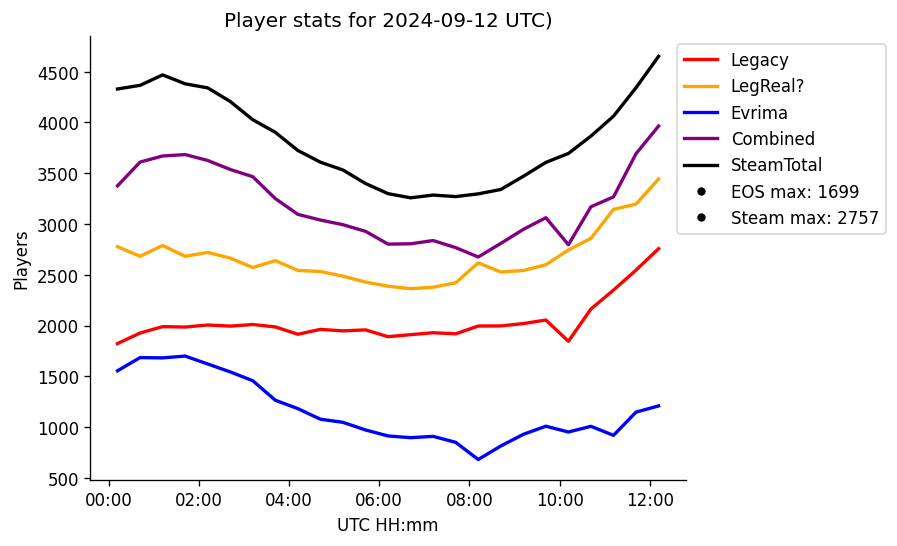 Player stats for 2024-09-12 UTC)
Legacy
LegReal?
Evrima
Combined
SteamTotal
EOS max: 1699
Steam max: 2757
Players
4500
4000
3500
3000
2500
2000
1500
1000
500
00:00 02:00 04:00 06:00 08:00 10:00 12:00
UTC HH:mm